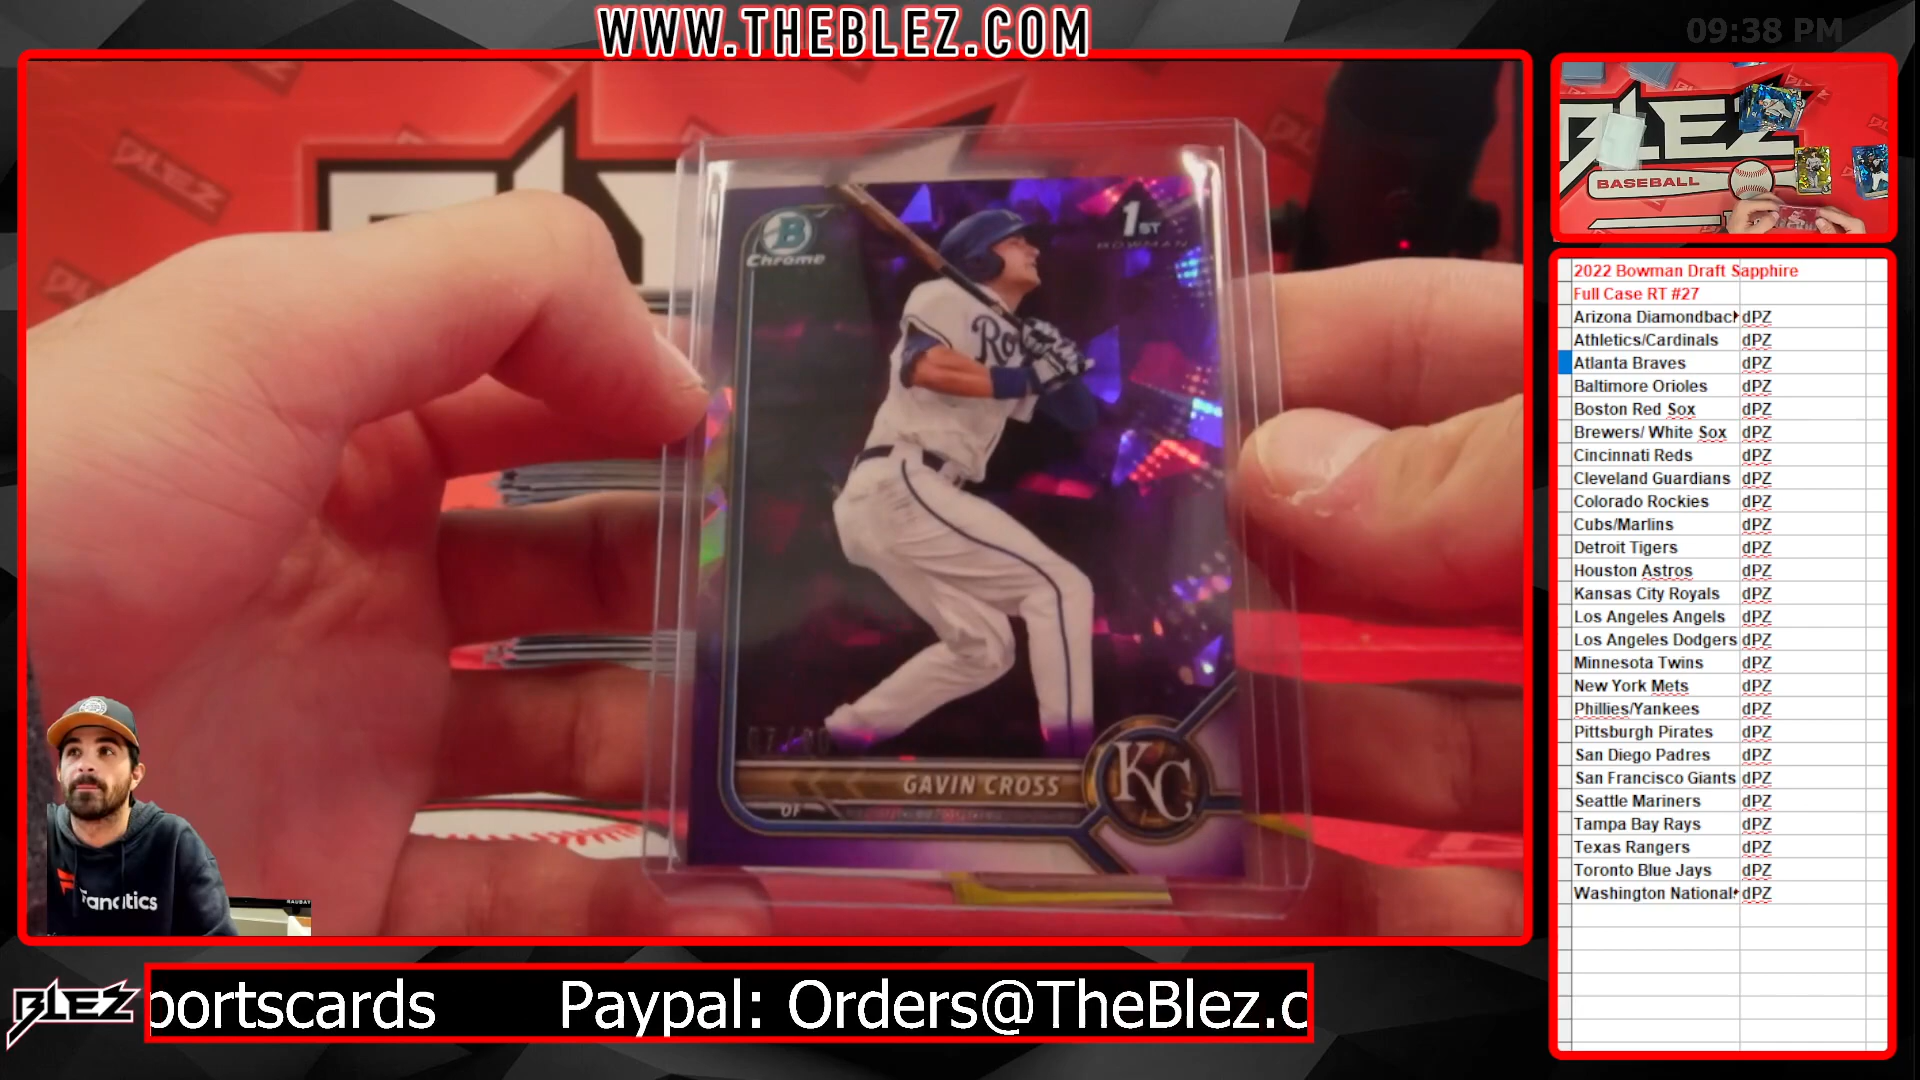 WWW.THEBLEZ.COM
09:38 PM
BLEZ
BLEZ
B
Chrome
1ST
BOWMAN
Ro
GAVIN CROSS
OF
KC
Fanatics
BLEZ
BASEBALL
2022 Bowman Draft Sapphire
Full Case RT #27
Arizona Diamondback dPZ
Athletics/Cardinals dPZ
Atlanta Braves dPZ
Baltimore Orioles dPZ
Boston Red Sox dPZ
Brewers/ White Sox dPZ
Cincinnati Reds dPZ
Cleveland Guardians dPZ
Colorado Rockies dPZ
Cubs/Marlins dPZ
Detroit Tigers dPZ
Houston Astros dPZ
Kansas City Royals dPZ
Los Angeles Angels dPZ
Los Angeles Dodgers dPZ
Minnesota Twins dPZ
New York Mets dPZ
Phillies/Yankees dPZ
Pittsburgh Pirates dPZ
San Diego Padres dPZ
San Francisco Giants dPZ
Seattle Mariners dPZ
Tampa Bay Rays dPZ
Texas Rangers dPZ
Toronto Blue Jays dPZ
Washington National dPZ
BLEZ
portscards Paypal: Orders@TheBlez.c